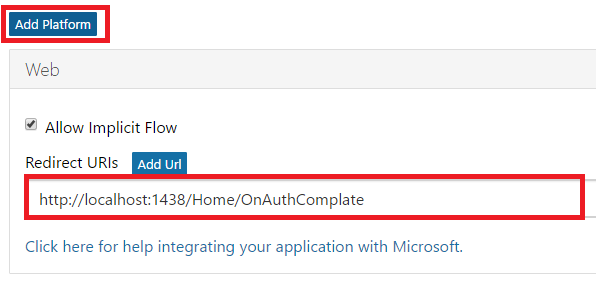 Add Platform
Web
Allow Implicit Flow
Redirect URIs Add Url
http://localhost:1438/Home/OnAuthComplate
Click here for help integrating your application with Microsoft.